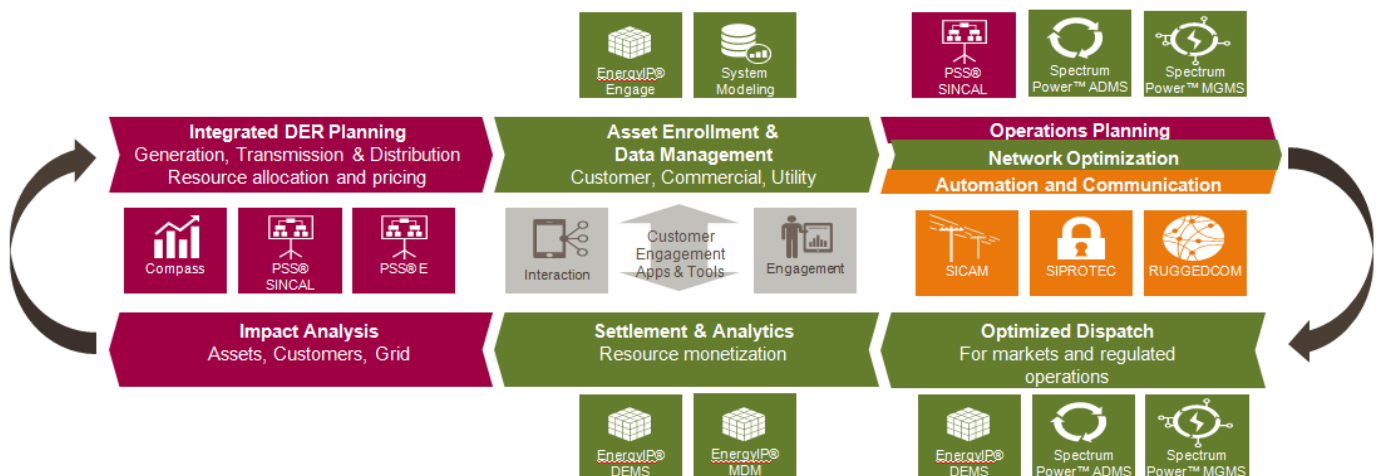 EnergyIP®
Engage
System
Modeling
PSS®
SINCAL
Spectrum
Power™ ADMS
Spectrum
Power™ MGMS
Integrated DER Planning
Generation, Transmission & Distribution
Resource allocation and pricing
Asset Enrollment &
Data Management
Customer, Commercial, Utility
Operations Planning
Network Optimization
Automation and Communication
Compass
PSS®
SINCAL
PSS®E
Interaction
Customer
Engagement
Apps & Tools
Engagement
SICAM
SIPROTEC
RUGGEDCOM
Impact Analysis
Assets, Customers, Grid
Settlement & Analytics
Resource monetization
Optimized Dispatch
For markets and regulated
operations
EnergyIP®
DEMS
EnergyIP®
MDM
EnergyIP®
DEMS
Spectrum
Power™ ADMS
Spectrum
Power™ MGMS